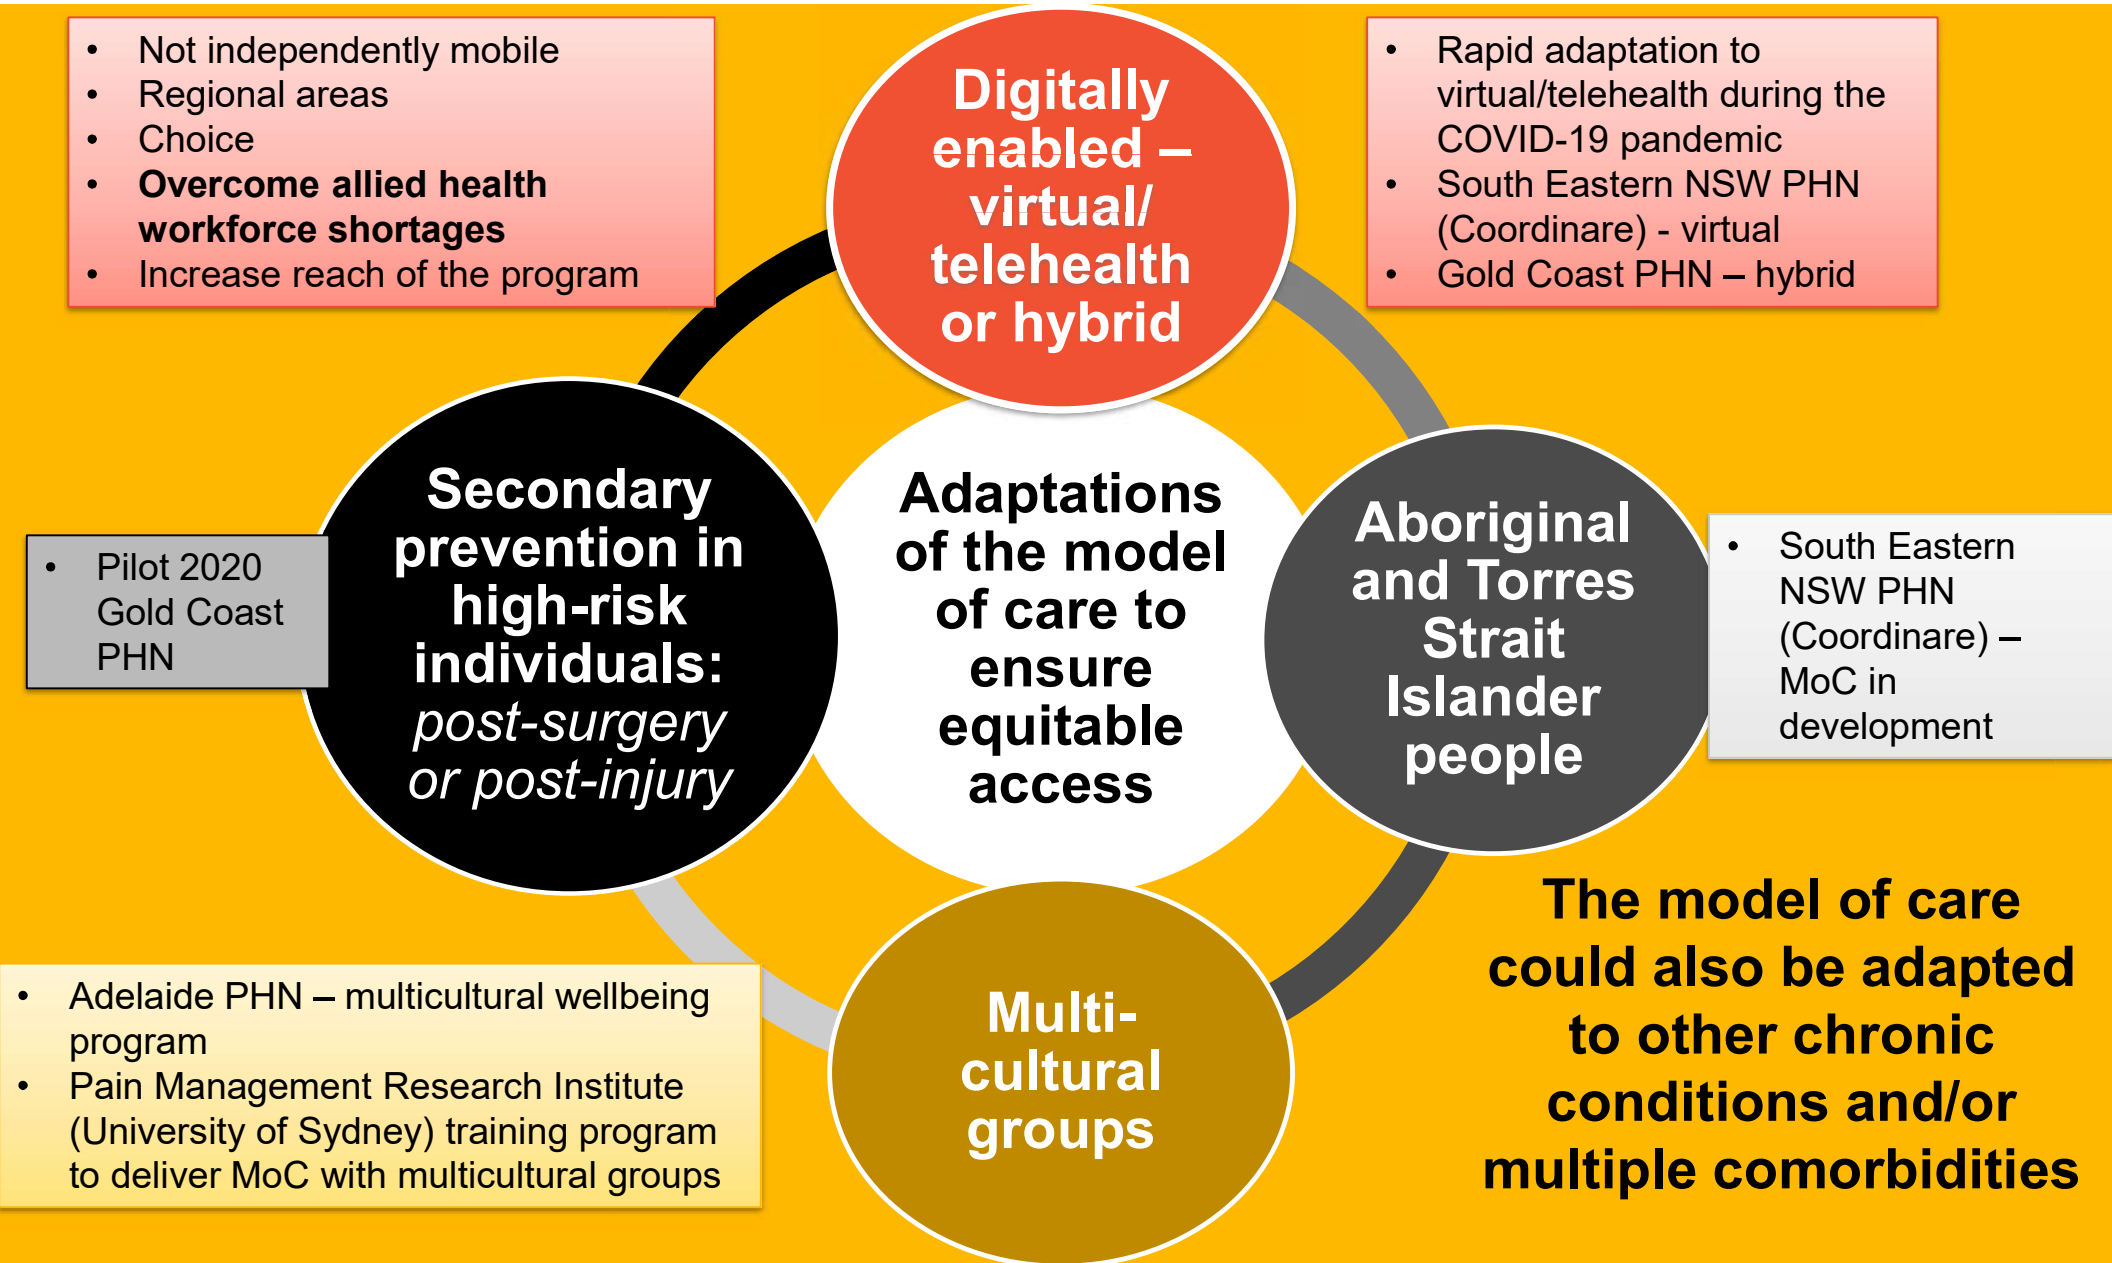 • Not independently mobile
• Regional areas
• Choice
• Overcome allied health
workforce shortages
• Increase reach of the program
Digitally
enabled –
virtual/
telehealth
or hybrid
• Rapid adaptation to
virtual/telehealth during the
COVID-19 pandemic
• South Eastern NSW PHN
(Coordinare) - virtual
• Gold Coast PHN – hybrid
• Pilot 2020
Gold Coast
PHN
Secondary
prevention in
high-risk
individuals:
post-surgery
or post-injury
Adaptations
of the model
of care to
ensure
equitable
access
Aboriginal
and Torres
Strait
Islander
people
• South Eastern
NSW PHN
(Coordinare) –
MoC in
development
• Adelaide PHN – multicultural wellbeing
program
• Pain Management Research Institute
(University of Sydney) training program
to deliver MoC with multicultural groups
Multi-
cultural
groups
The model of care
could also be adapted
to other chronic
conditions and/or
multiple comorbidities